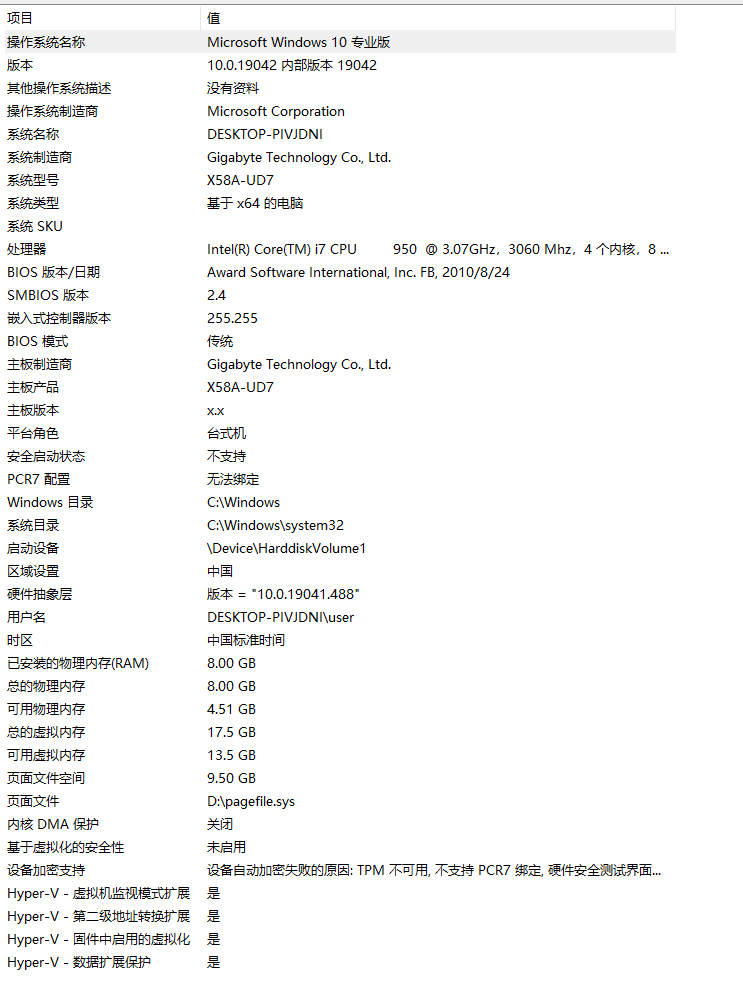 项目 值
操作系统名称 Microsoft Windows 10 专业版
版本 10.0.19042 内部版本 19042
其他操作系统描述 没有资料
操作系统制造商 Microsoft Corporation
系统名称 DESKTOP-PIVJDNI
系统制造商 Gigabyte Technology Co., Ltd.
系统型号 X58A-UD7
系统类型 基于 x64 的电脑
系统 SKU
处理器 Intel(R) Core(TM) i7 CPU 950 @ 3.07GHz，3060 Mhz，4 个内核，8 ...
BIOS 版本/日期 Award Software International, Inc. FB, 2010/8/24
SMBIOS 版本 2.4
嵌入式控制器版本 255.255
BIOS 模式 传统
主板制造商 Gigabyte Technology Co., Ltd.
主板产品 X58A-UD7
主板版本 x.x
平台角色 台式机
安全启动状态 不支持
PCR7 配置 无法绑定
Windows 目录 C:\Windows
系统目录 C:\Windows\system32
启动设备 \Device\HarddiskVolume1
区域设置 中国
硬件抽象层 版本 = "10.0.19041.488"
用户名 DESKTOP-PIVJDNI\user
时区 中国标准时间
已安装的物理内存(RAM) 8.00 GB
总的物理内存 8.00 GB
可用物理内存 4.51 GB
总的虚拟内存 17.5 GB
可用虚拟内存 13.5 GB
页面文件空间 9.50 GB
页面文件 D:\pagefile.sys
内核 DMA 保护 关闭
基于虚拟化的安全性 未启用
设备加密支持 设备自动加密失败的原因: TPM 不可用, 不支持 PCR7 绑定, 硬件安全测试界面...
Hyper-V - 虚拟机监视模式扩展 是
Hyper-V - 第二级地址转换扩展 是
Hyper-V - 固件中启用的虚拟化 是
Hyper-V - 数据扩展保护 是